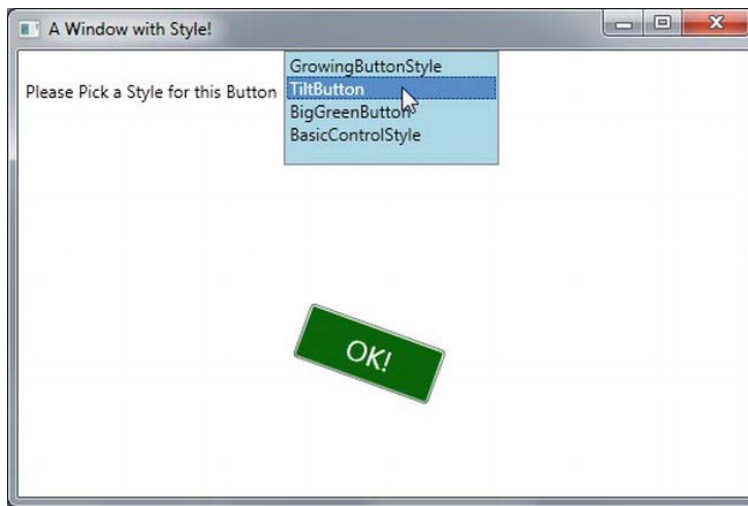 A Window with Style!
Please Pick a Style for this Button
GrowingButtonStyle
TiltButton
BigGreenButton
BasicControlStyle
OK!